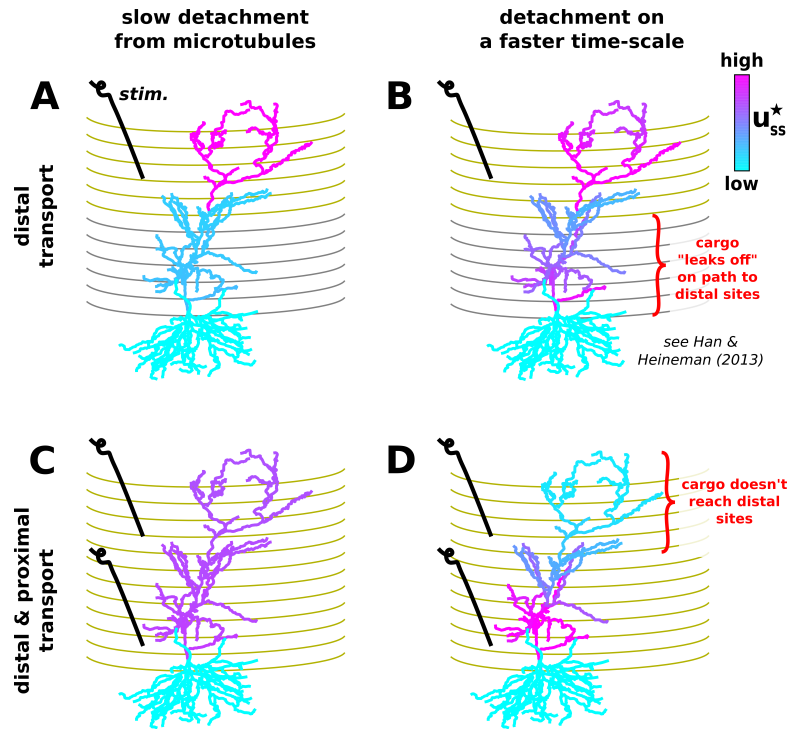 slow detachment
from microtubules
detachment on
a faster time-scale
A
stim.
B
high
u★ss
low
distal
transport
cargo
"leaks off"
on path to
distal sites
see Han &
Heineman (2013)
C
D
cargo doesn't
reach distal
sites
distal & proximal
transport